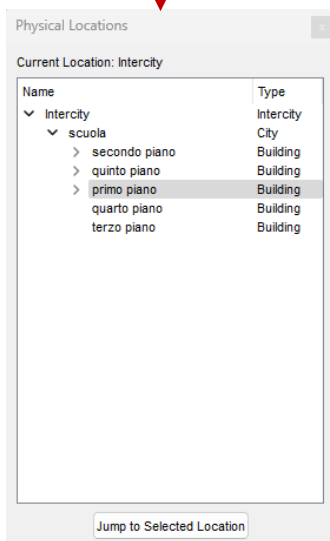 Physical Locations
Current Location: Intercity
Name Type
Intercity Intercity
scuola City
secondo piano Building
quinto piano Building
primo piano Building
quarto piano Building
terzo piano Building
Jump to Selected Location